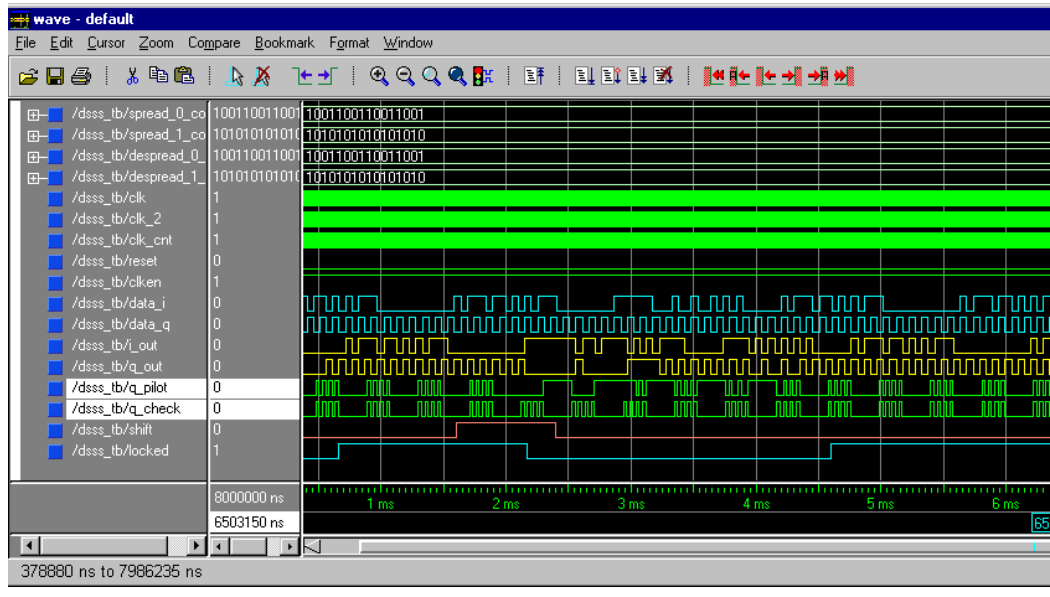 wave - default
File Edit Cursor Zoom Compare Bookmark Format Window
/dsss_tb/spread_0_co 100110011001 1001100110011001
/dsss_tb/spread_1_co 101010101010 1010101010101010
/dsss_tb/despread_0_ 100110011001 1001100110011001
/dsss_tb/despread_1_ 101010101010 1010101010101010
/dsss_tb/clk 1
/dsss_tb/clk_2 1
/dsss_tb/clk_cnt 1
/dsss_tb/reset 0
/dsss_tb/clken 1
/dsss_tb/data_i 0
/dsss_tb/data_q 0
/dsss_tb/i_out 0
/dsss_tb/q_out 0
/dsss_tb/q_pilot 0
/dsss_tb/q_check 0
/dsss_tb/shift 0
/dsss_tb/locked 1
8000000 ns 1 ms 2 ms 3 ms 4 ms 5 ms 6 ms
6503150 ns 65
378880 ns to 7986235 ns